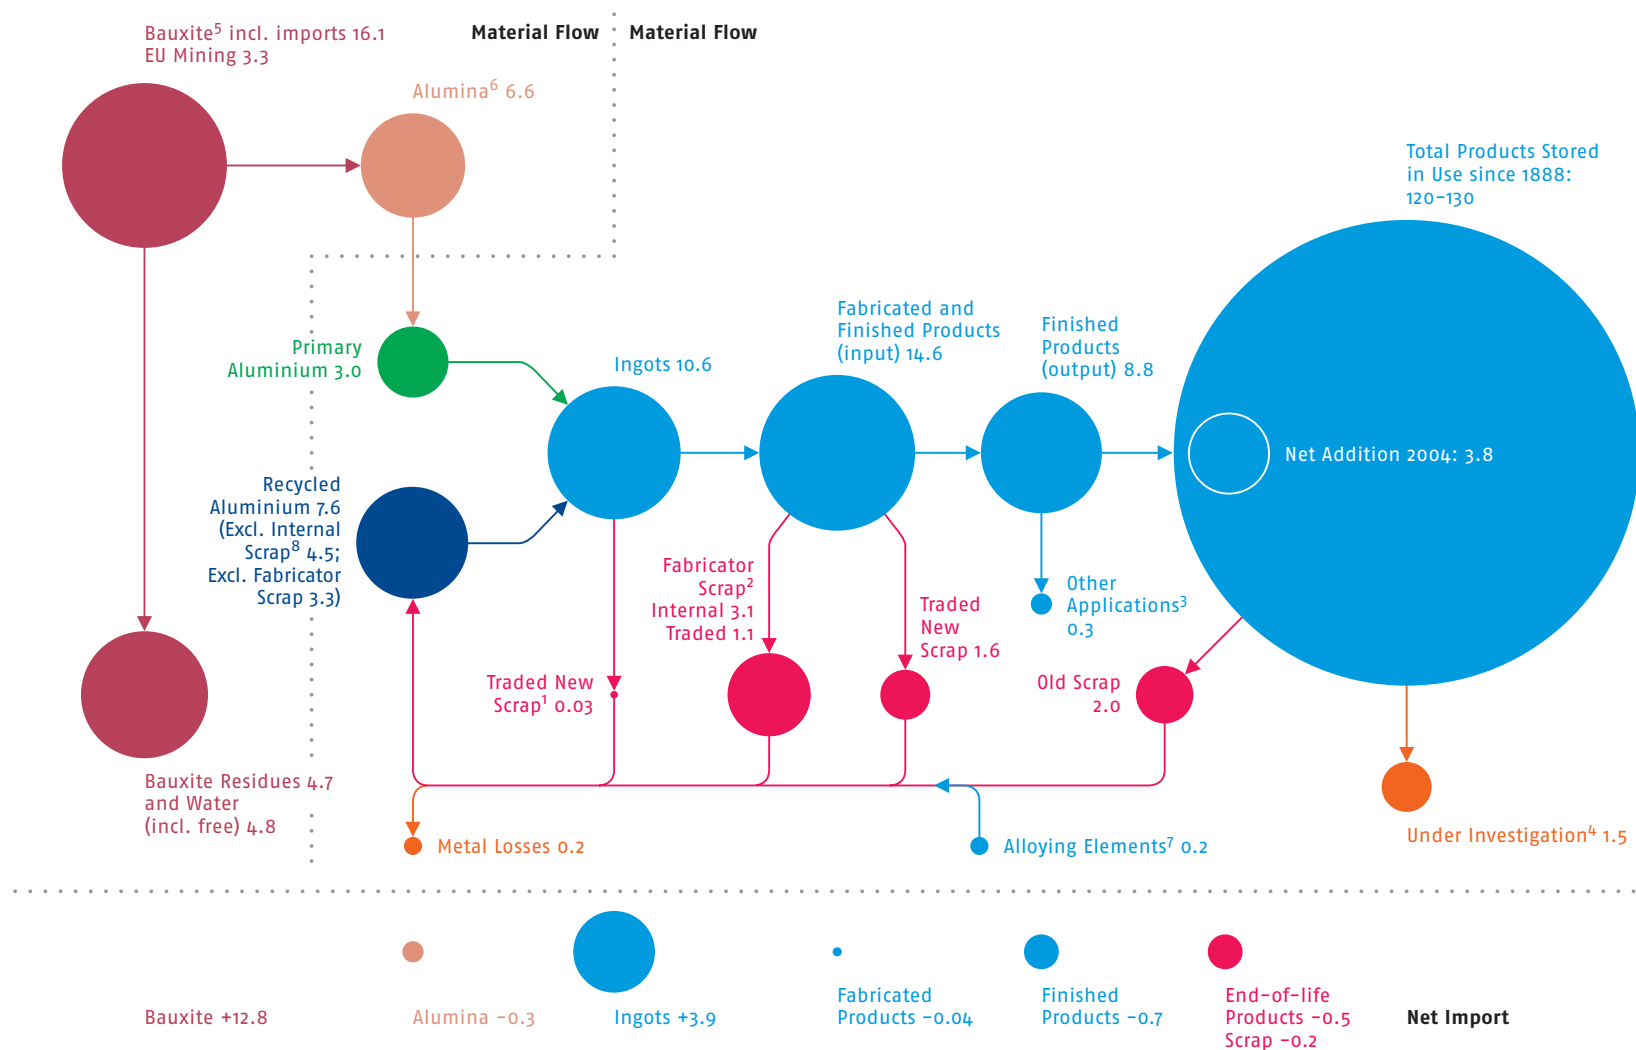 Bauxite⁵ incl. imports 16.1
EU Mining 3.3
Material Flow
Material Flow
Alumina⁶ 6.6
Total Products Stored
in Use since 1888:
120–130
Primary
Aluminium 3.0
Ingots 10.6
Fabricated and
Finished Products
(input) 14.6
Finished
Products
(output) 8.8
Net Addition 2004: 3.8
Recycled
Aluminium 7.6
(Excl. Internal
Scrap⁸ 4.5;
Excl. Fabricator
Scrap 3.3)
Fabricator
Scrap²
Internal 3.1
Traded 1.1
Traded
New
Scrap 1.6
Other
Applications³
0.3
Traded New
Scrap¹ 0.03
Old Scrap
2.0
Bauxite Residues 4.7
and Water
(incl. free) 4.8
Metal Losses 0.2
Alloying Elements⁷ 0.2
Under Investigation⁴ 1.5
Bauxite +12.8
Alumina –0.3
Ingots +3.9
Fabricated
Products –0.04
Finished
Products –0.7
End-of-life
Products –0.5
Scrap –0.2
Net Import